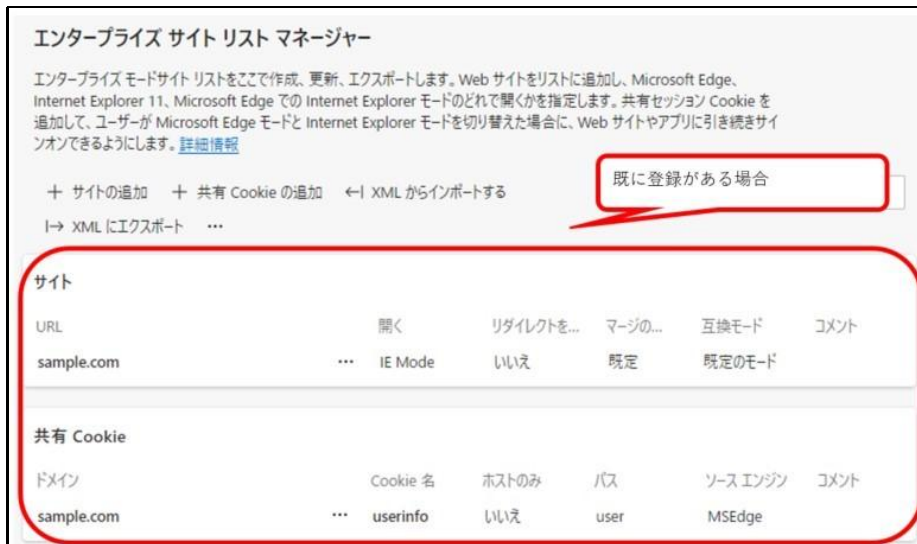 エンタープライズ サイト リスト マネージャー
エンタープライズ モードサイト リストをここで作成、更新、エクスポートします。Web サイトをリストに追加し、Microsoft Edge、
Internet Explorer 11、Microsoft Edge での Internet Explorer モードのどれで開くかを指定します。共有セッション Cookie を
追加して、ユーザーが Microsoft Edge モードと Internet Explorer モードを切り替えた場合に、Web サイトやアプリに引き続きサイ
ンオンできるようにします。詳細情報
既に登録がある場合
+ サイトの追加 + 共有 Cookie の追加 ←| XML からインポートする
|→ XML にエクスポート ···
サイト
URL 開く リダイレクトを... マージの... 互換モード コメント
sample.com ··· IE Mode いいえ 既定 既定のモード
共有 Cookie
ドメイン Cookie 名 ホストのみ パス ソース エンジン コメント
sample.com ··· userinfo いいえ user MSEdge